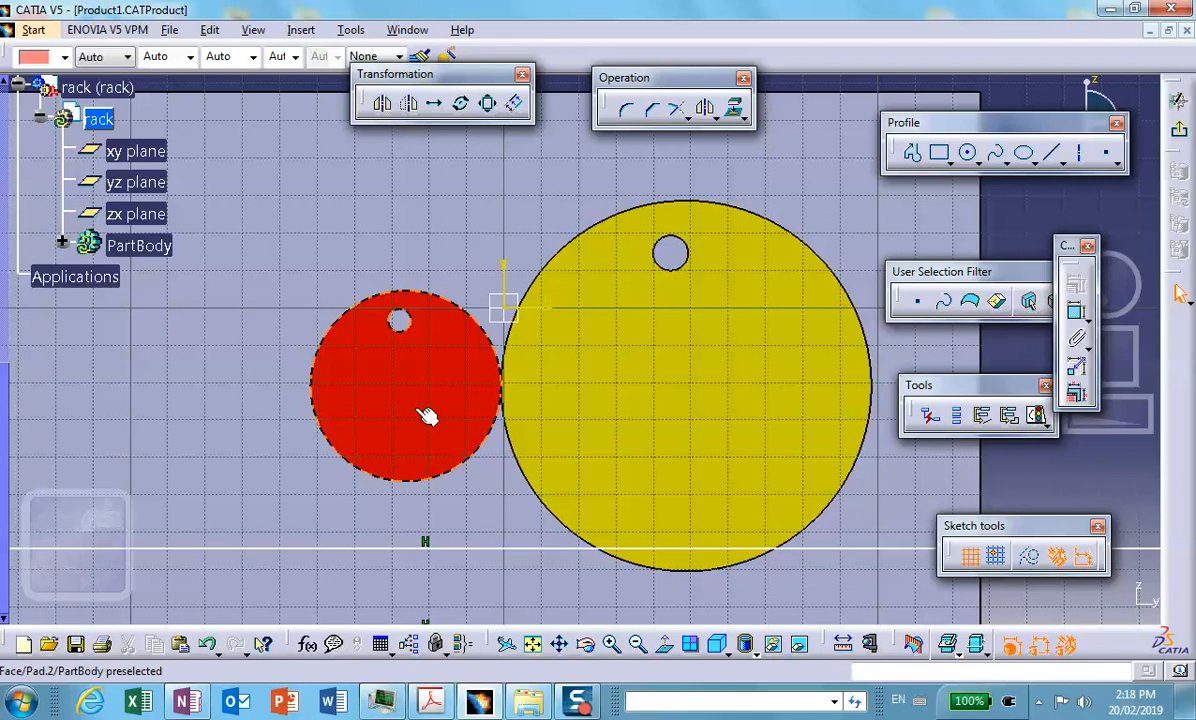 CATIA V5 - [Product1.CATProduct]
Start ENOVIA V5 VPM File Edit View Insert Tools Window Help
Auto Auto Auto Aut Aut None
Transformation
Operation
Profile
rack (rack)
rack
xy plane
yz plane
zx plane
PartBody
Applications
z
User Selection Filter
C...
Tools
Sketch tools
H
H
z
y
f(x)
CATIA
Face/Pad.2/PartBody preselected
EN
100%
2:18 PM
20/02/2019